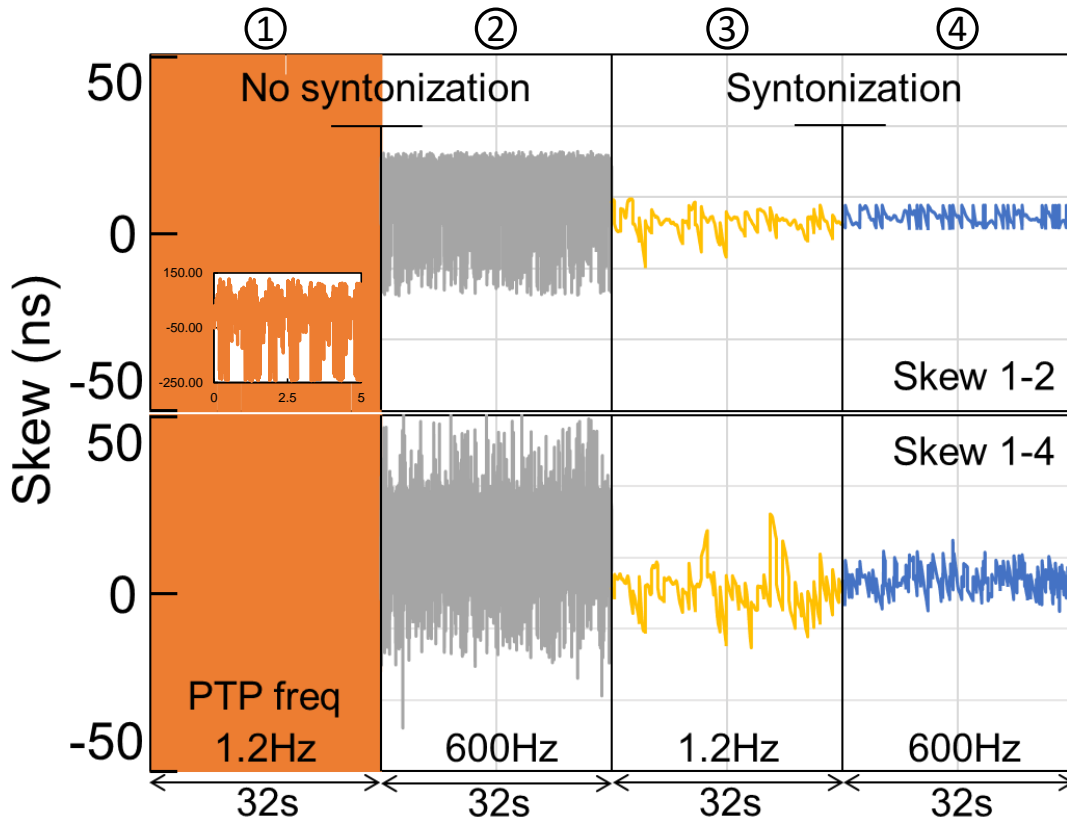 ① ② ③ ④
No syntonization Syntonization
50
0
-50
150.00
-50.00
-250.00
0 2.5 5
Skew 1-2
Skew (ns)
50
0
-50
Skew 1-4
PTP freq
1.2Hz 600Hz 1.2Hz 600Hz
32s 32s 32s 32s